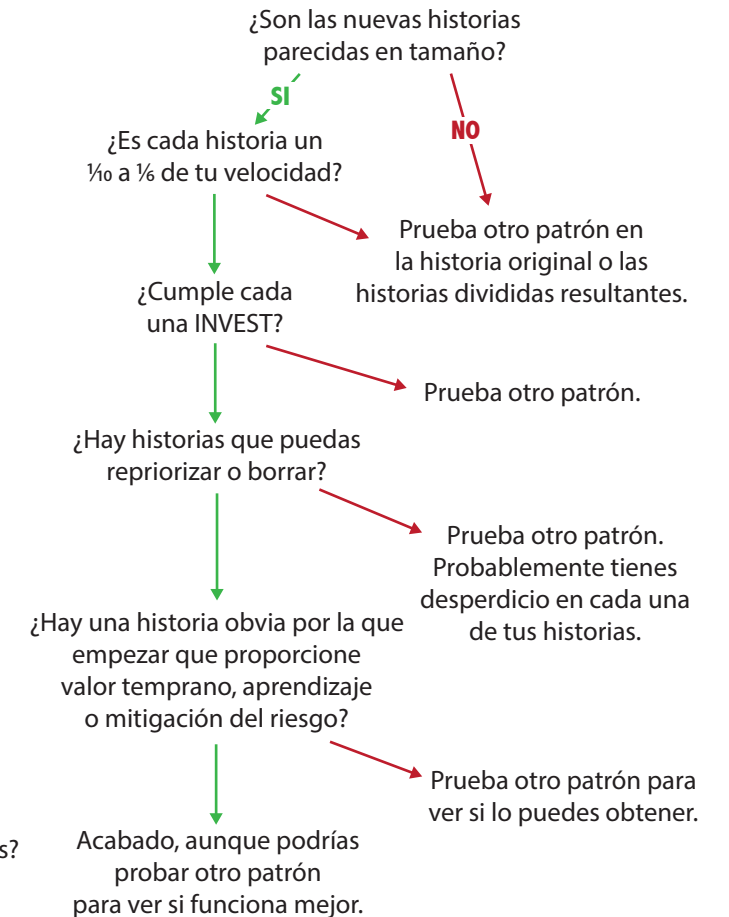 ¿Son las nuevas historias
parecidas en tamaño?
SI
NO
¿Es cada historia un
⅒ a ⅙ de tu velocidad?
Prueba otro patrón en
la historia original o las
historias divididas resultantes.
¿Cumple cada
una INVEST?
Prueba otro patrón.
¿Hay historias que puedas
repriorizar o borrar?
Prueba otro patrón.
Probablemente tienes
desperdicio en cada una
de tus historias.
¿Hay una historia obvia por la que
empezar que proporcione
valor temprano, aprendizaje
o mitigación del riesgo?
Prueba otro patrón para
ver si lo puedes obtener.
s?
Acabado, aunque podrías
probar otro patrón
para ver si funciona mejor.